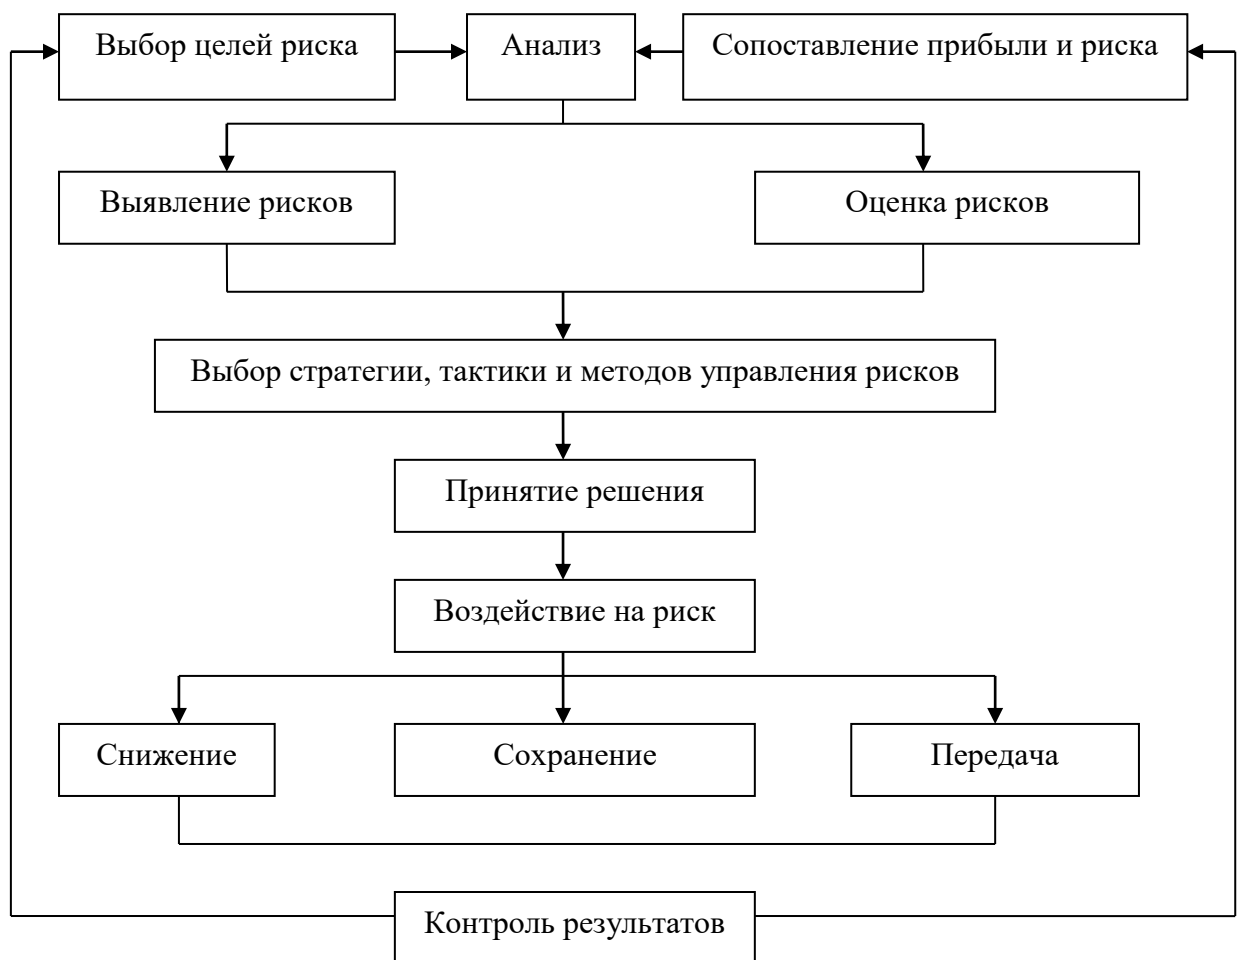 Выбор целей риска
Анализ
Сопоставление прибыли и риска
Выявление рисков
Оценка рисков
Выбор стратегии, тактики и методов управления рисков
Принятие решения
Воздействие на риск
Снижение
Сохранение
Передача
Контроль результатов